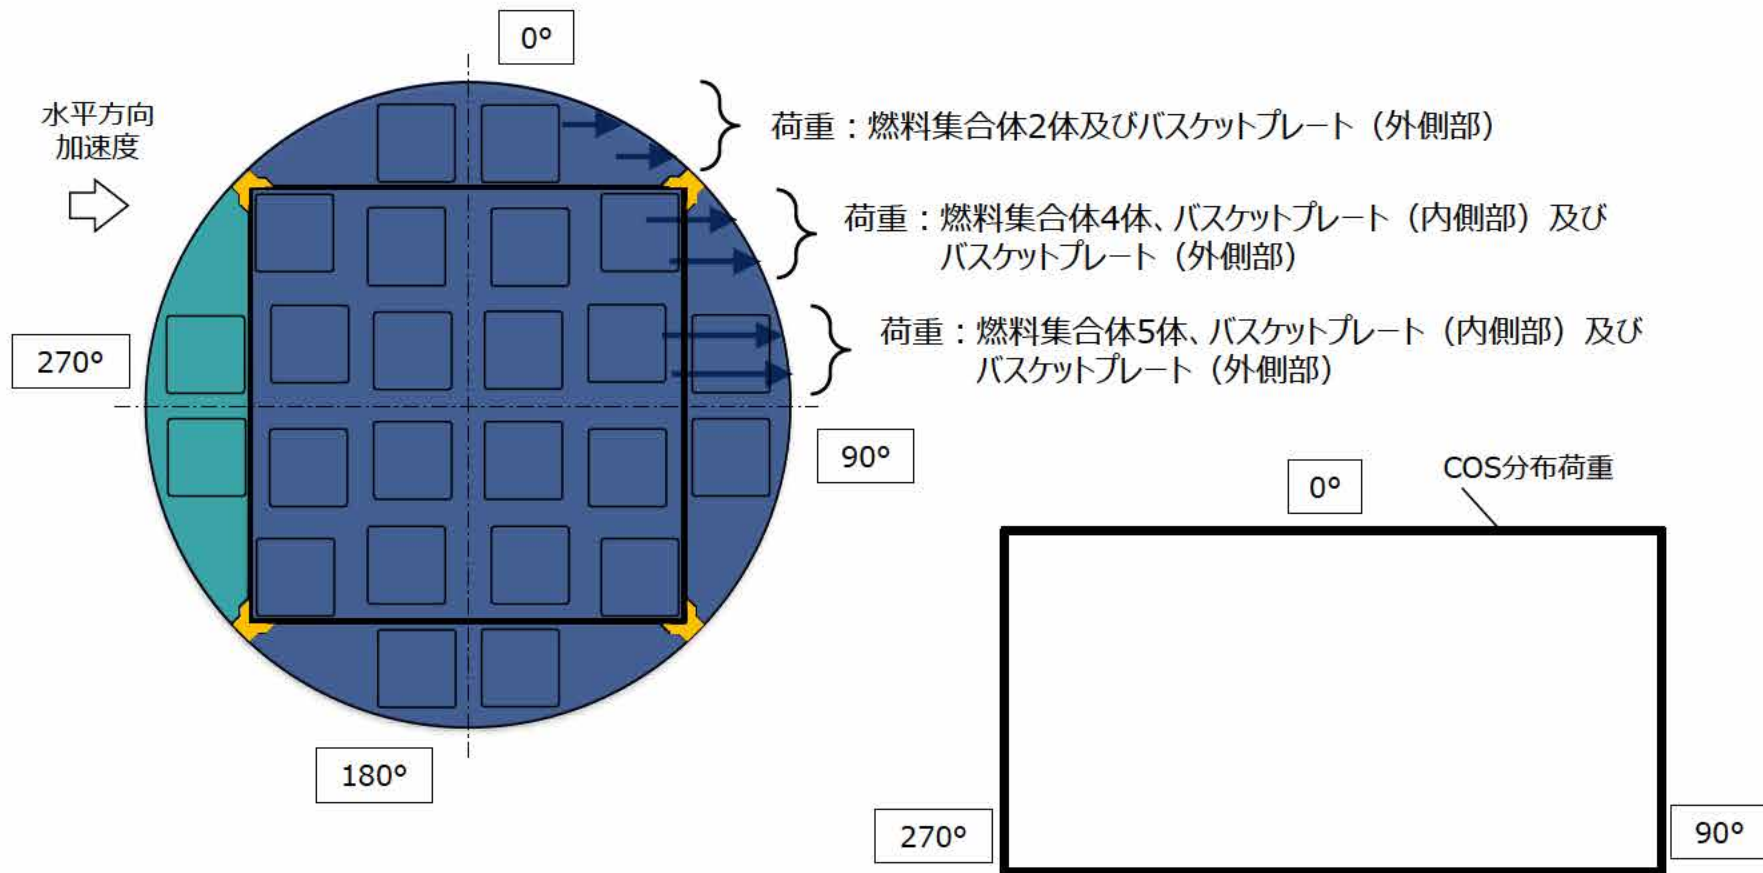 0°
水平方向
加速度
荷重：燃料集合体2体及びバスケットプレート（外側部）
荷重：燃料集合体4体、バスケットプレート（内側部）及び
バスケットプレート（外側部）
荷重：燃料集合体5体、バスケットプレート（内側部）及び
バスケットプレート（外側部）
270°
90°
180°
0°
COS分布荷重
270°
90°